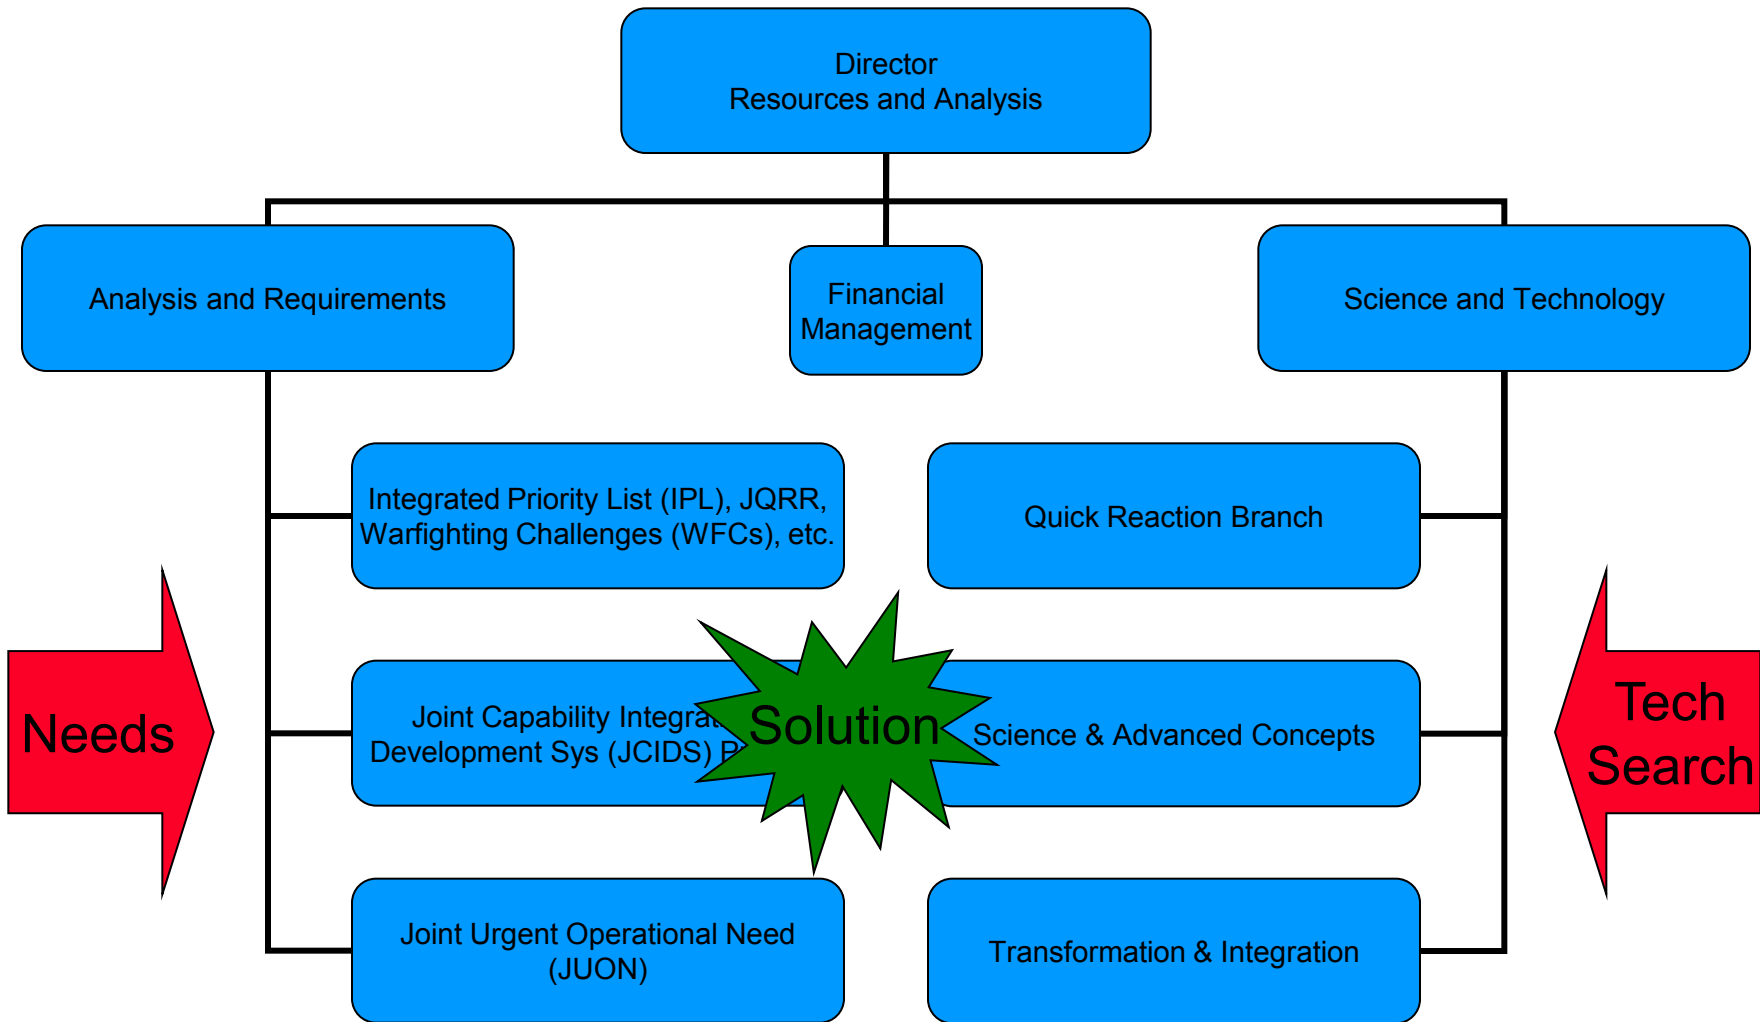 Director
Resources and Analysis
Analysis and Requirements
Financial
Management
Science and Technology
Integrated Priority List (IPL), JQRR,
Warfighting Challenges (WFCs), etc.
Quick Reaction Branch
Needs
Joint Capability
Development Sys (JCIDS)
Solution
Science & Advanced Concepts
Tech
Search
Joint Urgent Operational Need
(JUON)
Transformation & Integration